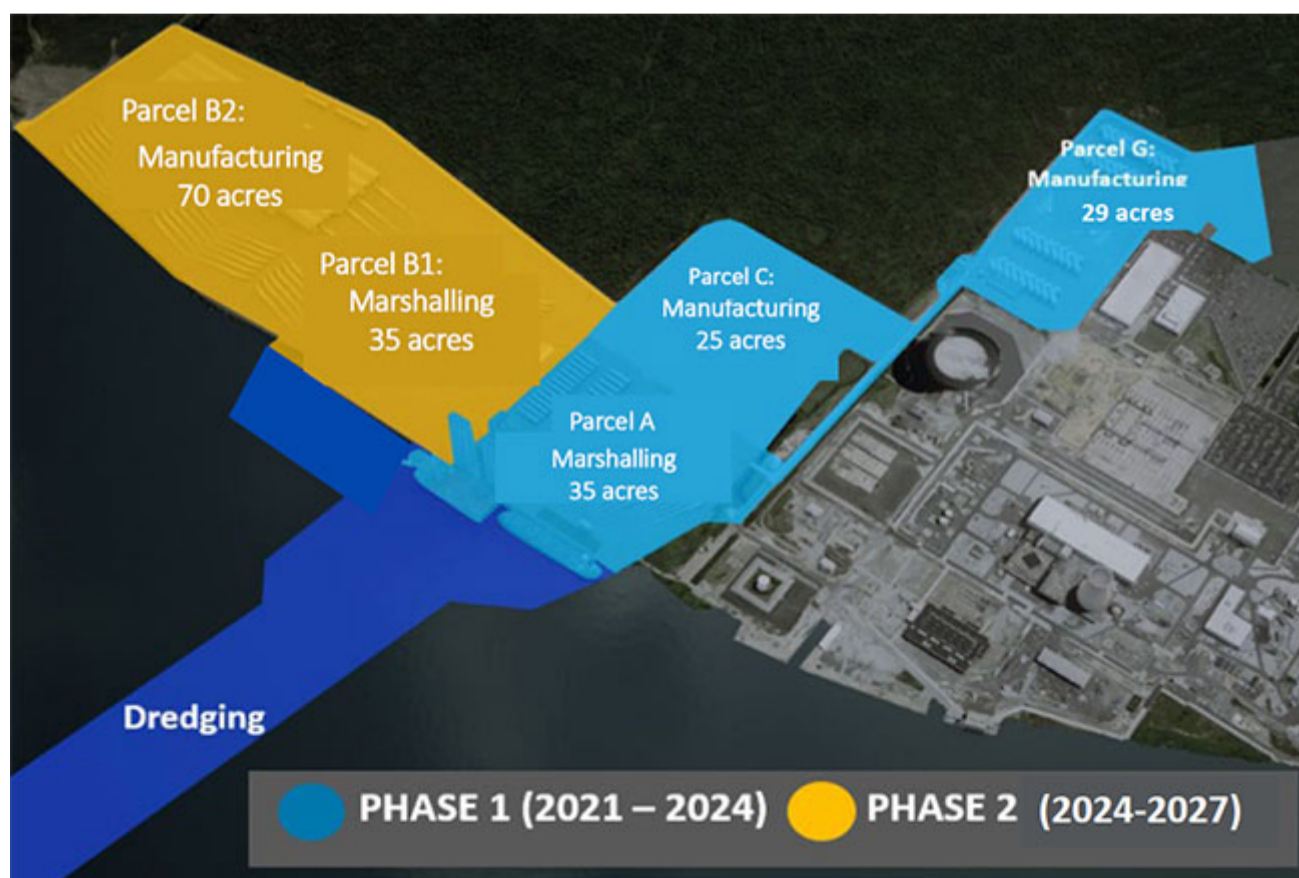 Parcel B2:
Manufacturing
70 acres
Parcel B1:
Marshalling
35 acres
Parcel C:
Manufacturing
25 acres
Parcel A
Marshalling
35 acres
Parcel G:
Manufacturing
29 acres
Dredging
PHASE 1 (2021 – 2024)
PHASE 2 (2024-2027)